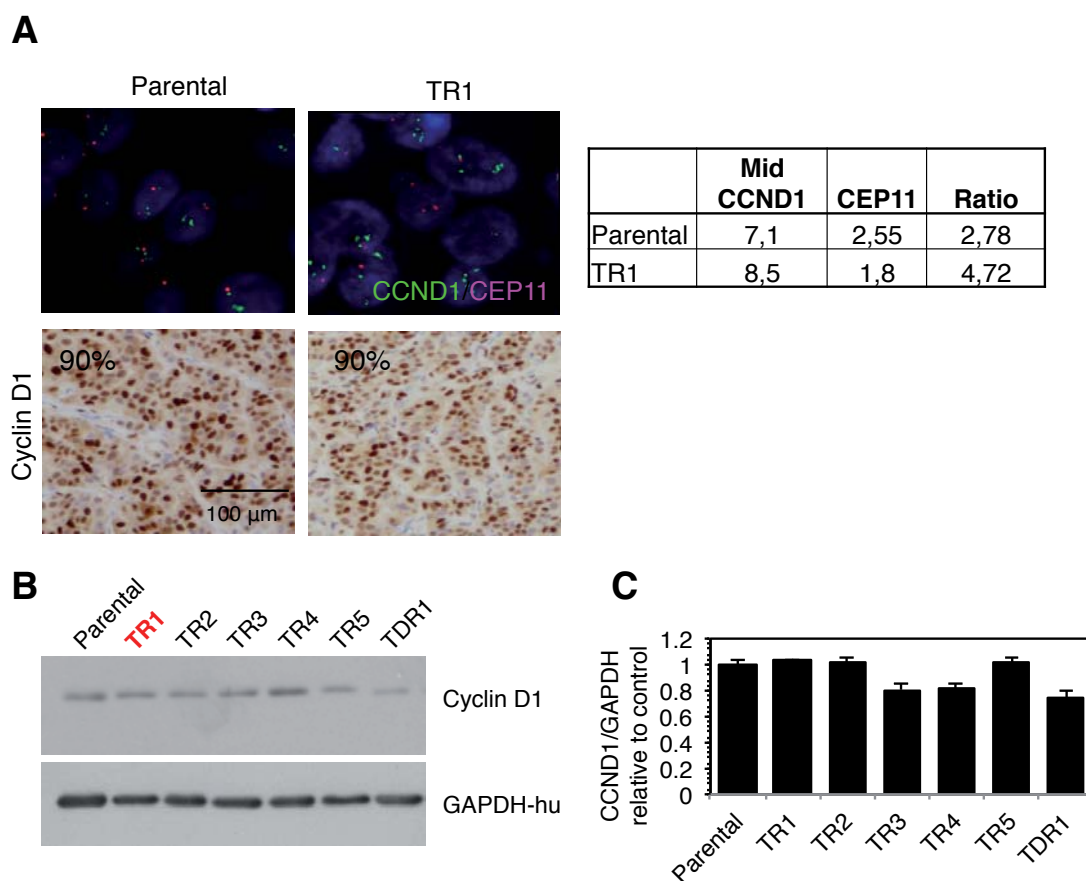 A
Parental
TR1
CCND1/CEP11
Mid
CCND1 CEP11 Ratio
Parental 7,1 2,55 2,78
TR1 8,5 1,8 4,72
Cyclin D1
90%
90%
100 µm
B
Parental TR1 TR2 TR3 TR4 TR5 TDR1
Cyclin D1
GAPDH-hu
C
CCND1/GAPDH
relative to control
1.2
1
0.8
0.6
0.4
0.2
0
Parental TR1 TR2 TR3 TR4 TR5 TDR1